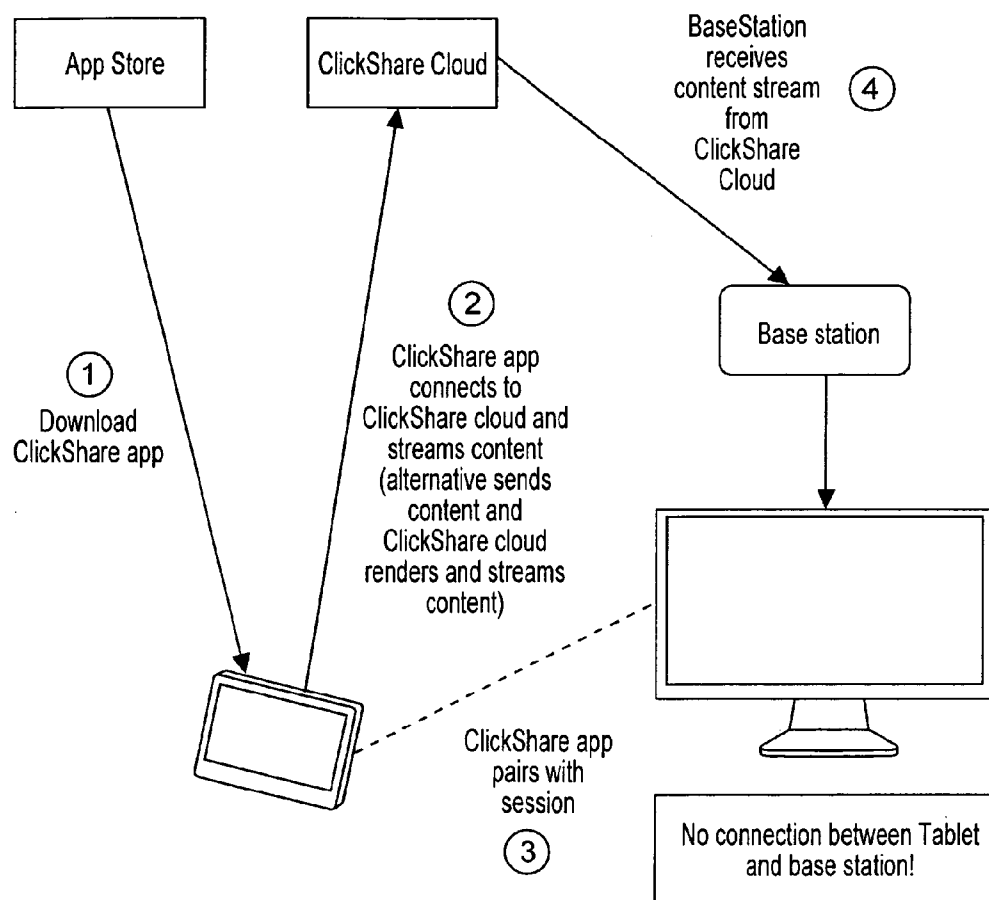 App Store
ClickShare Cloud
BaseStation
receives
content stream
from
ClickShare
Cloud
4
Base station
1
Download
ClickShare app
2
ClickShare app
connects to
ClickShare cloud and
streams content
(alternative sends
content and
ClickShare cloud
renders and streams
content)
ClickShare app
pairs with
session
3
No connection between Tablet
and base station!